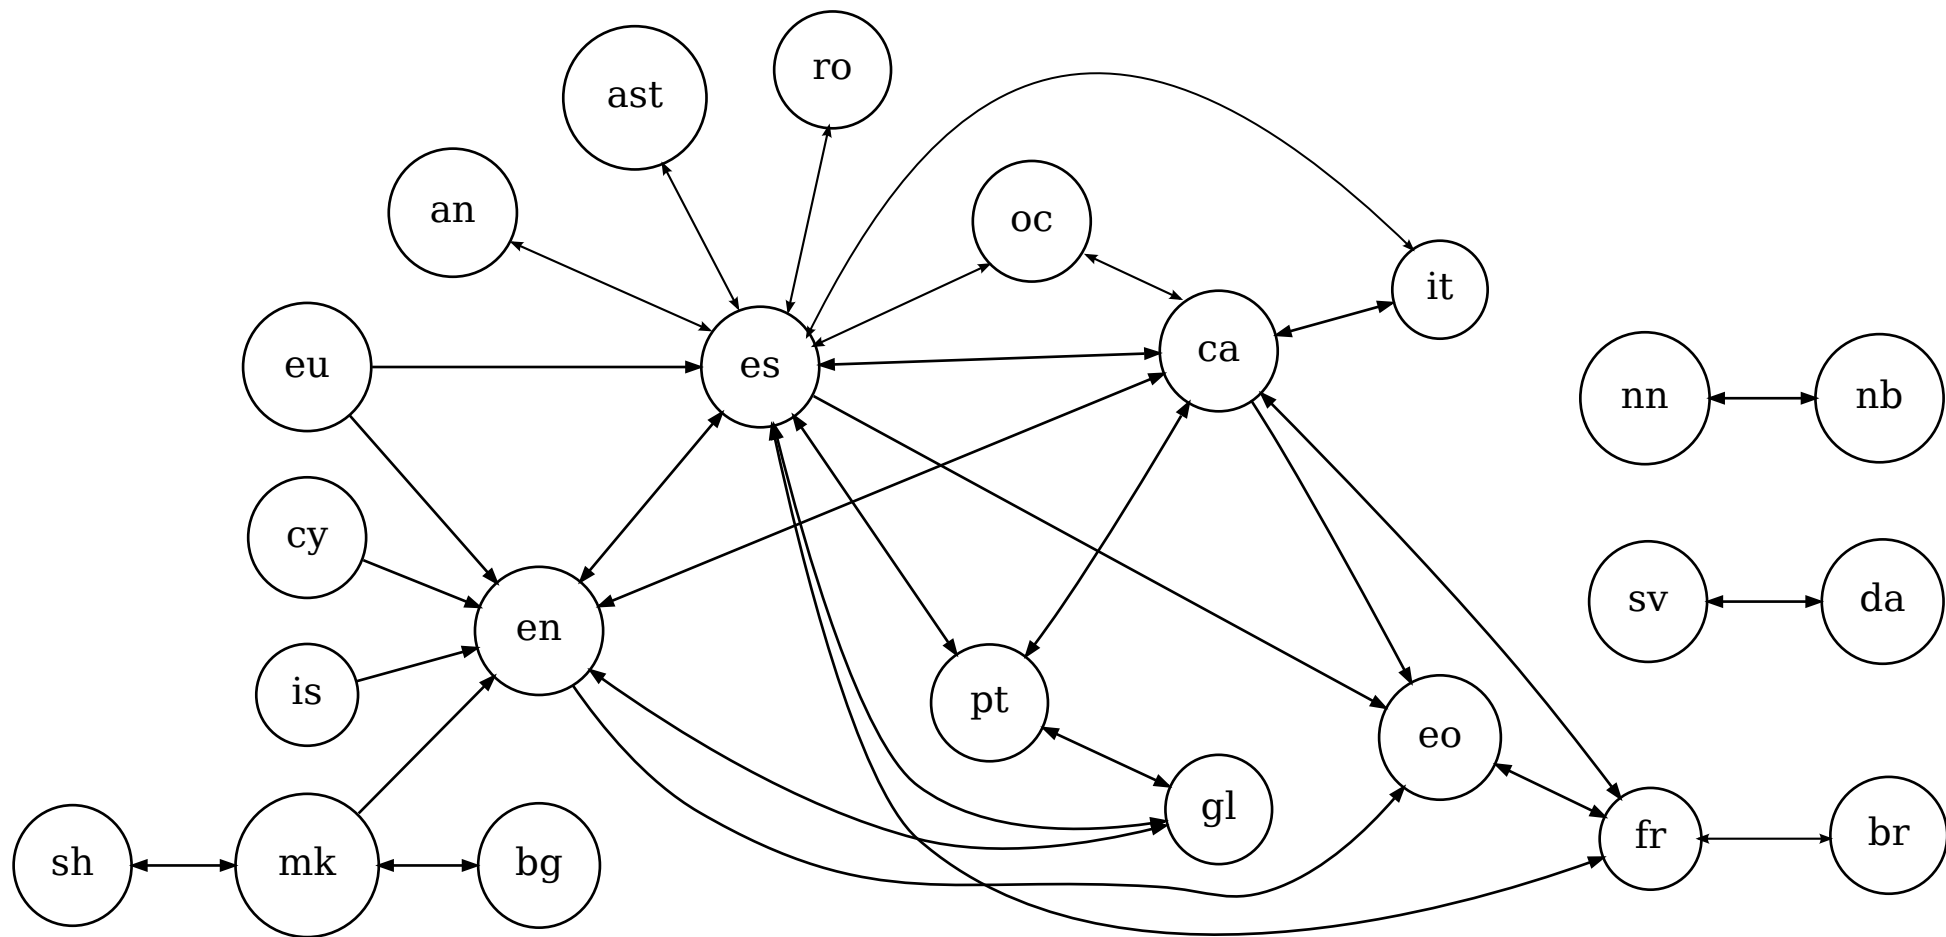 ro
ast
an
oc
it
eu
es
ca
nn
nb
cy
en
sv
da
is
pt
eo
gl
fr
br
sh
mk
bg